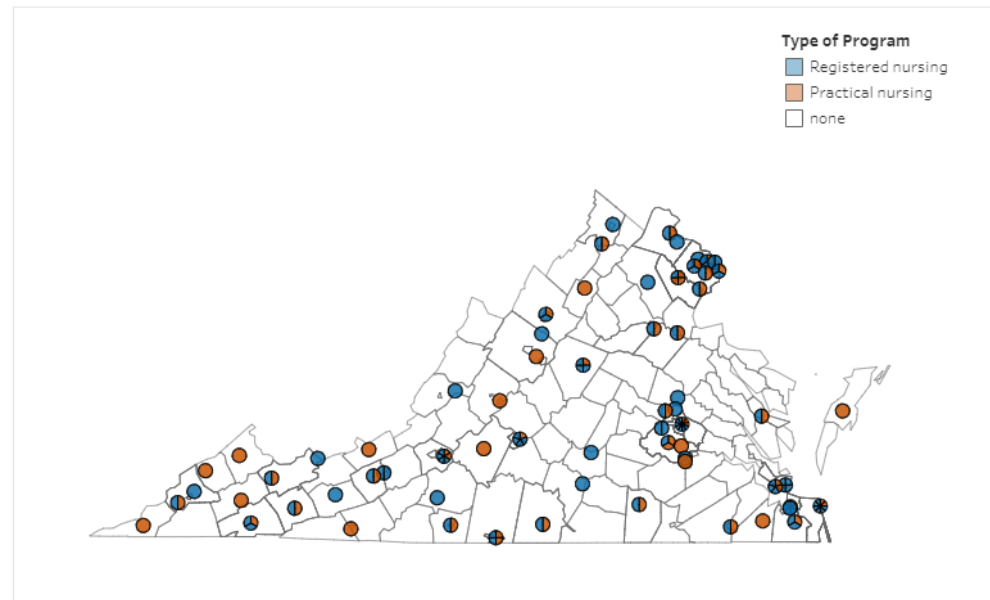 Type of Program
Registered nursing
Practical nursing
none